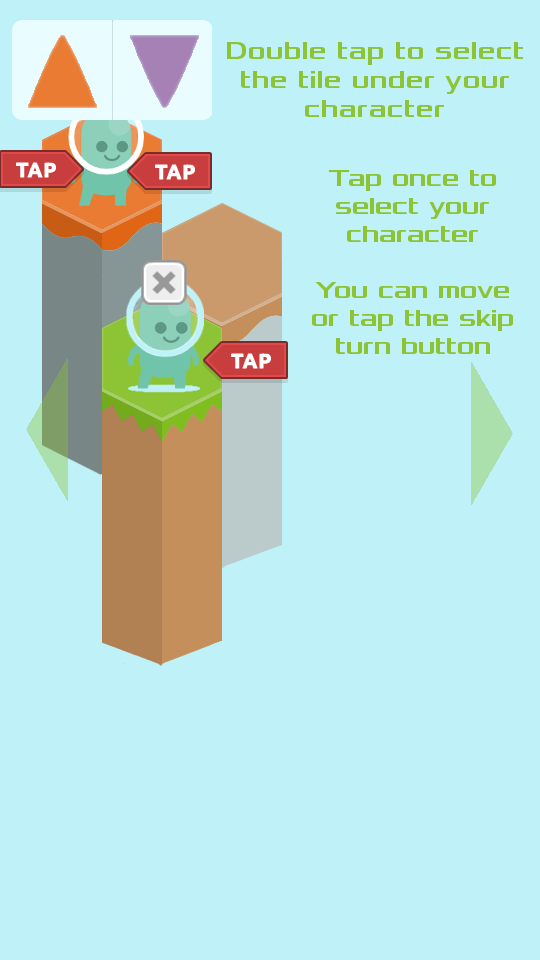 Double tap to select
the tile under your
character
TAP
TAP
Tap once to
select your
character
You can move
or tap the skip
turn button
TAP